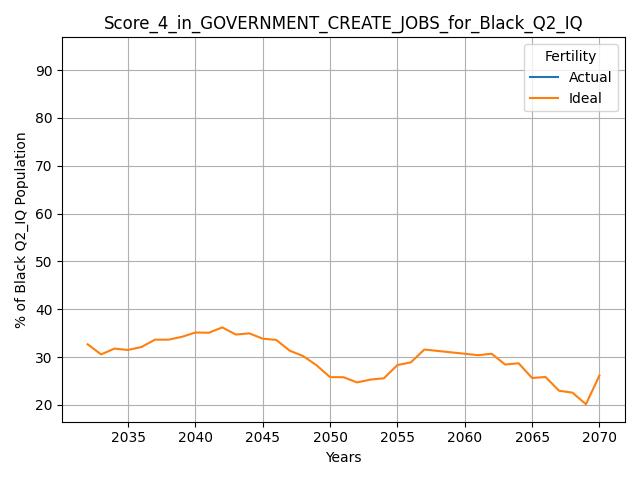 Score_4_in_GOVERNMENT_CREATE_JOBS_for_Black_Q2_IQ
Fertility
Actual
Ideal
% of Black Q2_IQ Population
90
80
70
60
50
40
30
20
2035 2040 2045 2050 2055 2060 2065 2070
Years